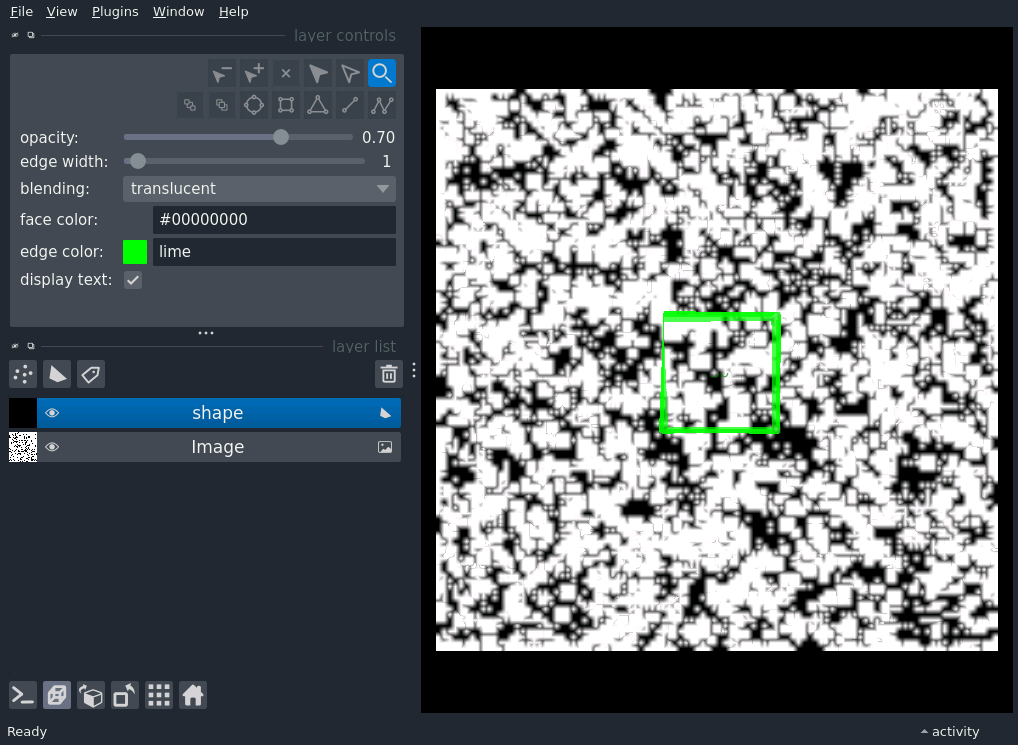 File View Plugins Window Help
layer controls
opacity: 0.70
edge width: 1
blending: translucent
face color: #00000000
edge color: lime
display text:
layer list
shape
Image
Ready
activity